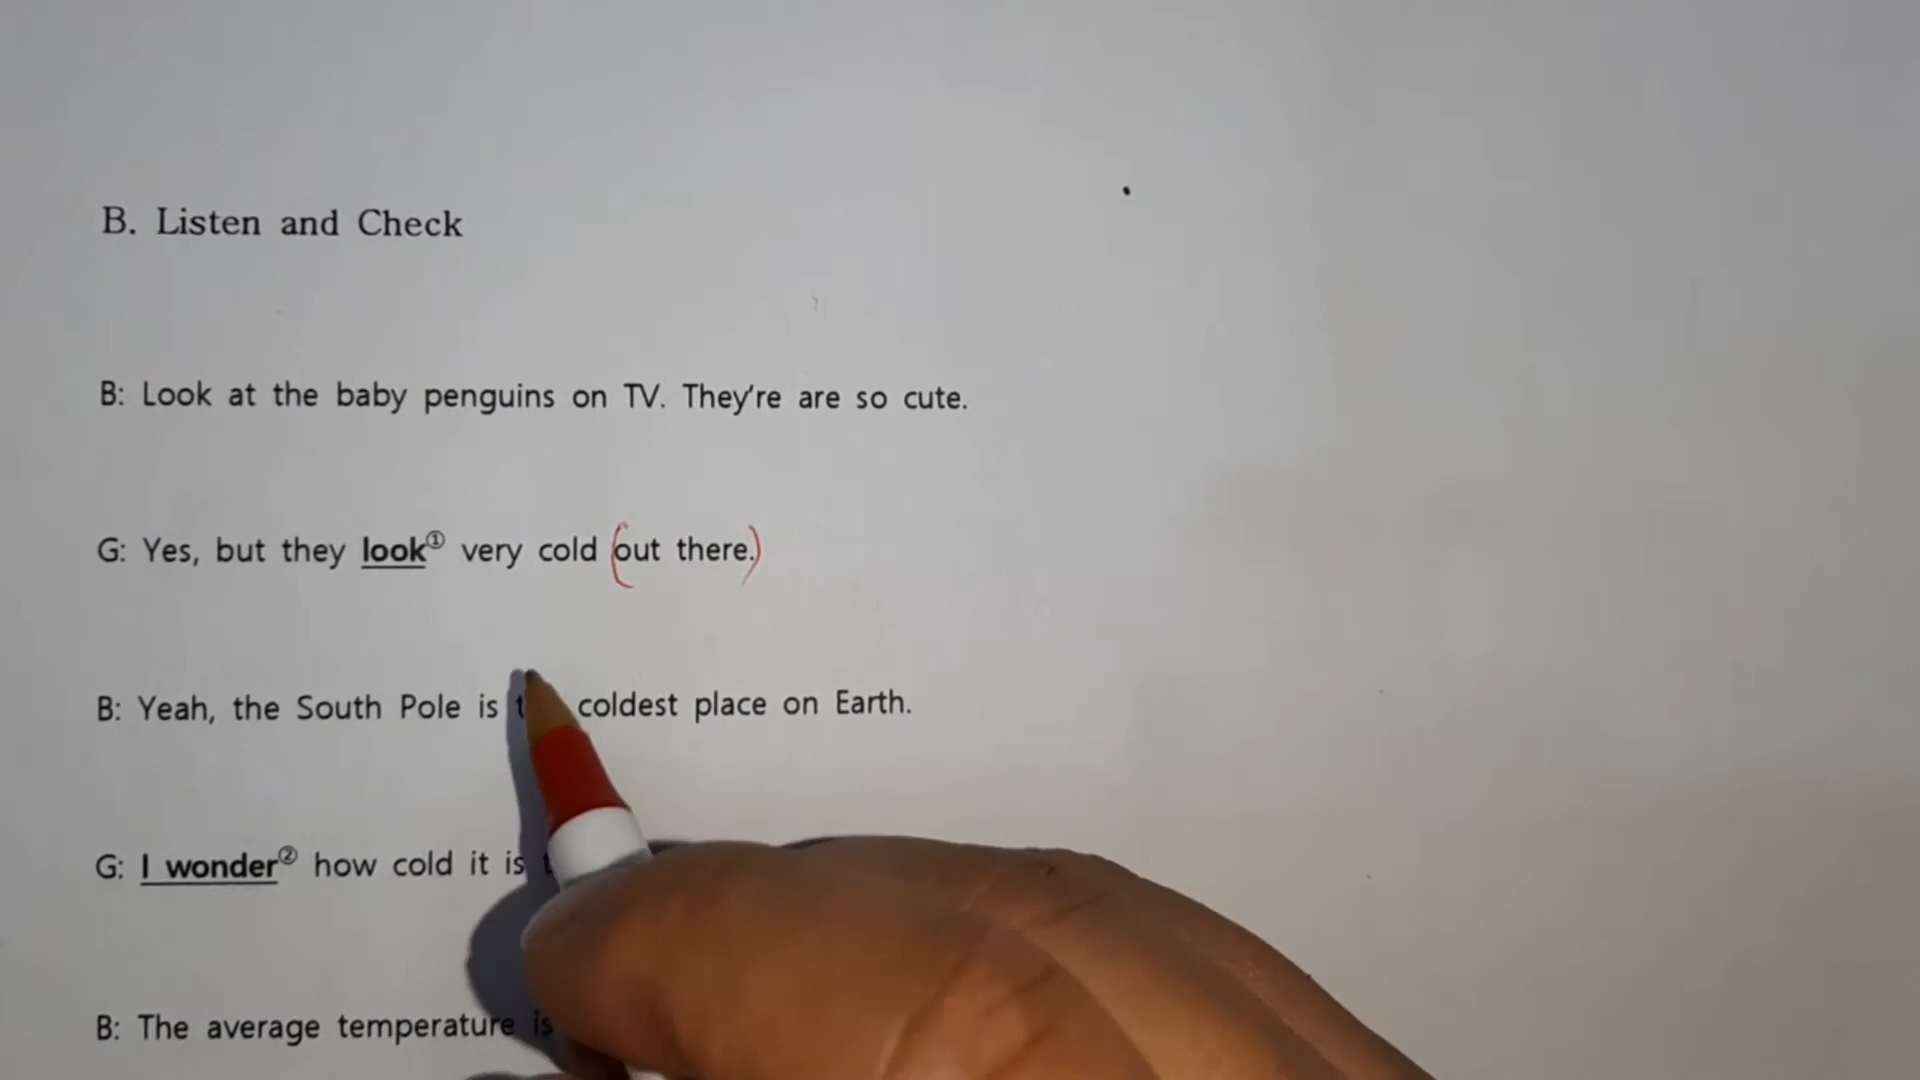 B. Listen and Check
B: Look at the baby penguins on TV. They're are so cute.
G: Yes, but they look① very cold (out there.)
B: Yeah, the South Pole is coldest place on Earth.
G: I wonder② how cold it is
B: The average temperature is